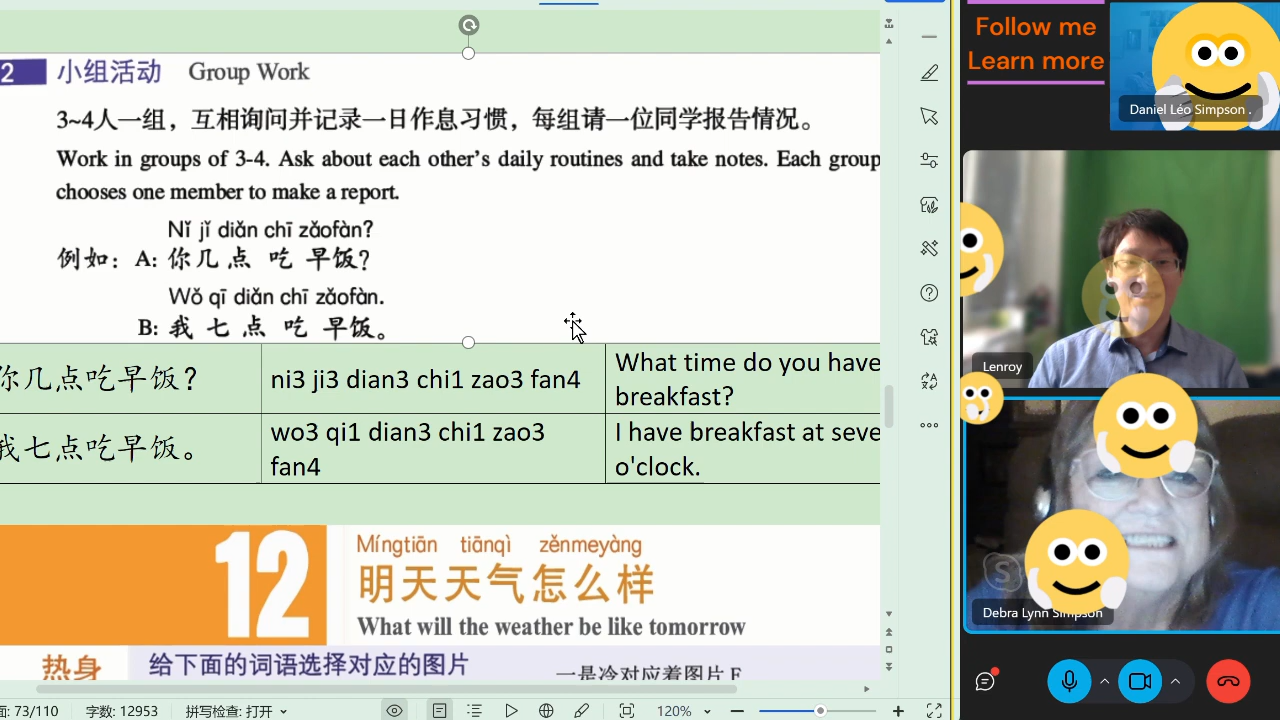 2 小组活动 Group Work
3~4人一组，互相询问并记录一日作息习惯，每组请一位同学报告情况。
Work in groups of 3-4. Ask about each other's daily routines and take notes. Each group
chooses one member to make a report.
Nǐ jǐ diǎn chī zǎofàn?
例如：A: 你几点吃早饭?
Wǒ qī diǎn chī zǎofàn.
B: 我七点吃早饭。
你几点吃早饭? ni3 ji3 dian3 chi1 zao3 fan4 What time do you have
breakfast?
我七点吃早饭。 wo3 qi1 dian3 chi1 zao3 I have breakfast at seve
fan4 o'clock.
12
Míngtiān tiānqì zěnmeyàng
明天天气怎么样
What will the weather be like tomorrow
热身 给下面的词语选择对应的图片
73/110 字数: 12953 拼写检查: 打开 120%
Follow me
Learn more
Daniel Léo Simpson .
Lenroy
Debra Lynn Simpson